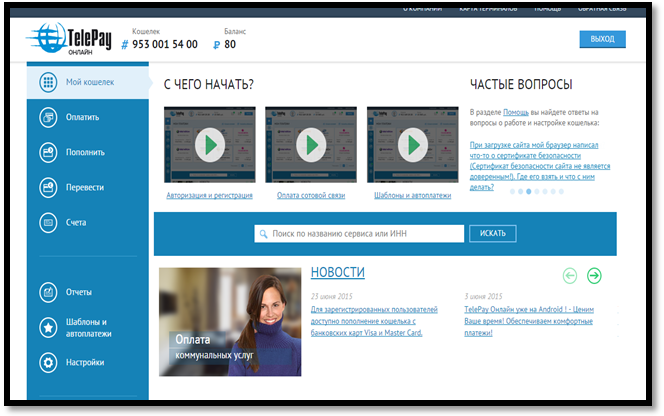 О КОМПАНИИ КАРТА ТЕРМИНАЛОВ ПОМОЩЬ ОБРАТНАЯ СВЯЗЬ
TelePay
ОНЛАЙН
Кошелек
# 953 001 54 00
Баланс
₽ 80
ВЫХОД
Мой кошелек
Оплатить
Пополнить
Перевести
Счета
Отчеты
Шаблоны и
автоплатежи
Настройки
С ЧЕГО НАЧАТЬ?
Авторизация и регистрация
Оплата сотовой связи
Шаблоны и автоплатежи
ЧАСТЫЕ ВОПРОСЫ
В разделе Помощь вы найдете ответы на
вопросы о работе и настройке кошелька:
При загрузке сайта мой браузер написал
что-то о сертификате безопасности
(Сертификат безопасности сайта не является
доверенным!). Где его взять и что с ним
делать?
Поиск по названию сервиса или ИНН
ИСКАТЬ
Оплата
коммунальных услуг
НОВОСТИ
23 июня 2015
Для зарегистрированных пользователей
доступно пополнение кошелька с
банковских карт Visa и Master Card.
3 июня 2015
TelePay Онлайн уже на Android ! - Ценим
Ваше время! Обеспечиваем комфортные
платежи!